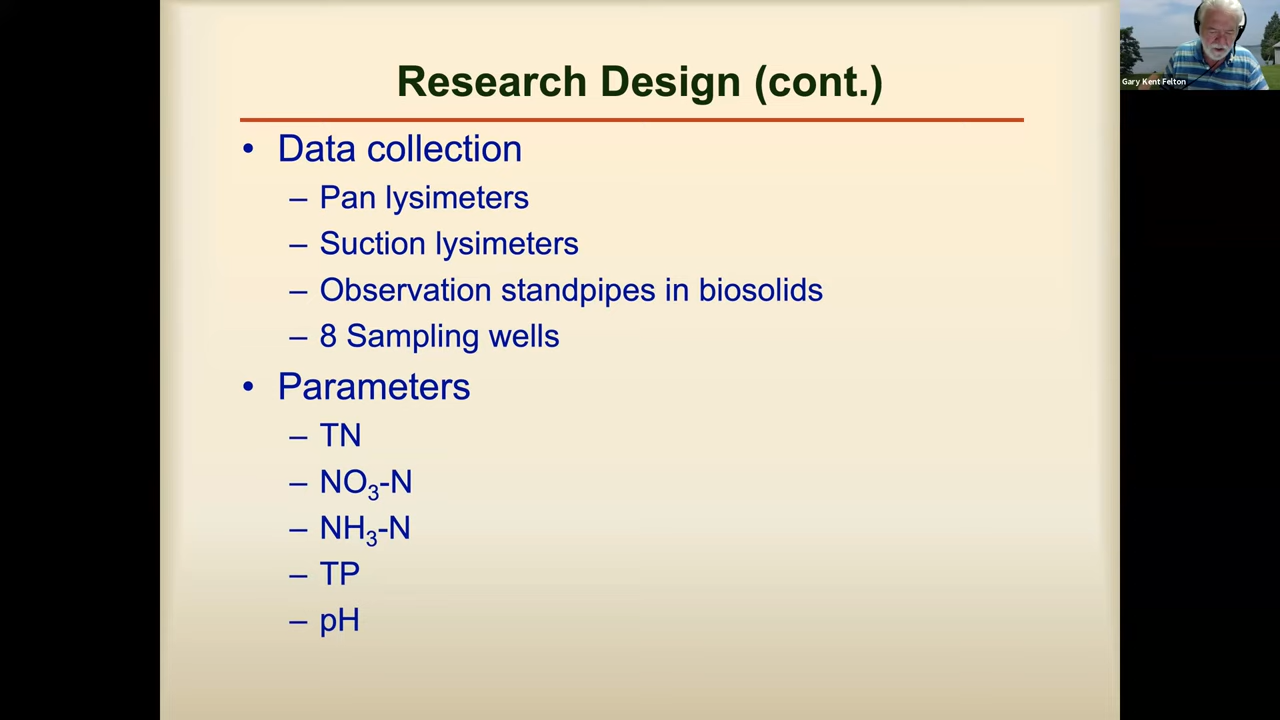 Research Design (cont.)
• Data collection
– Pan lysimeters
– Suction lysimeters
– Observation standpipes in biosolids
– 8 Sampling wells
• Parameters
– TN
– NO₃-N
– NH₃-N
– TP
– pH
Gary Kent Felton